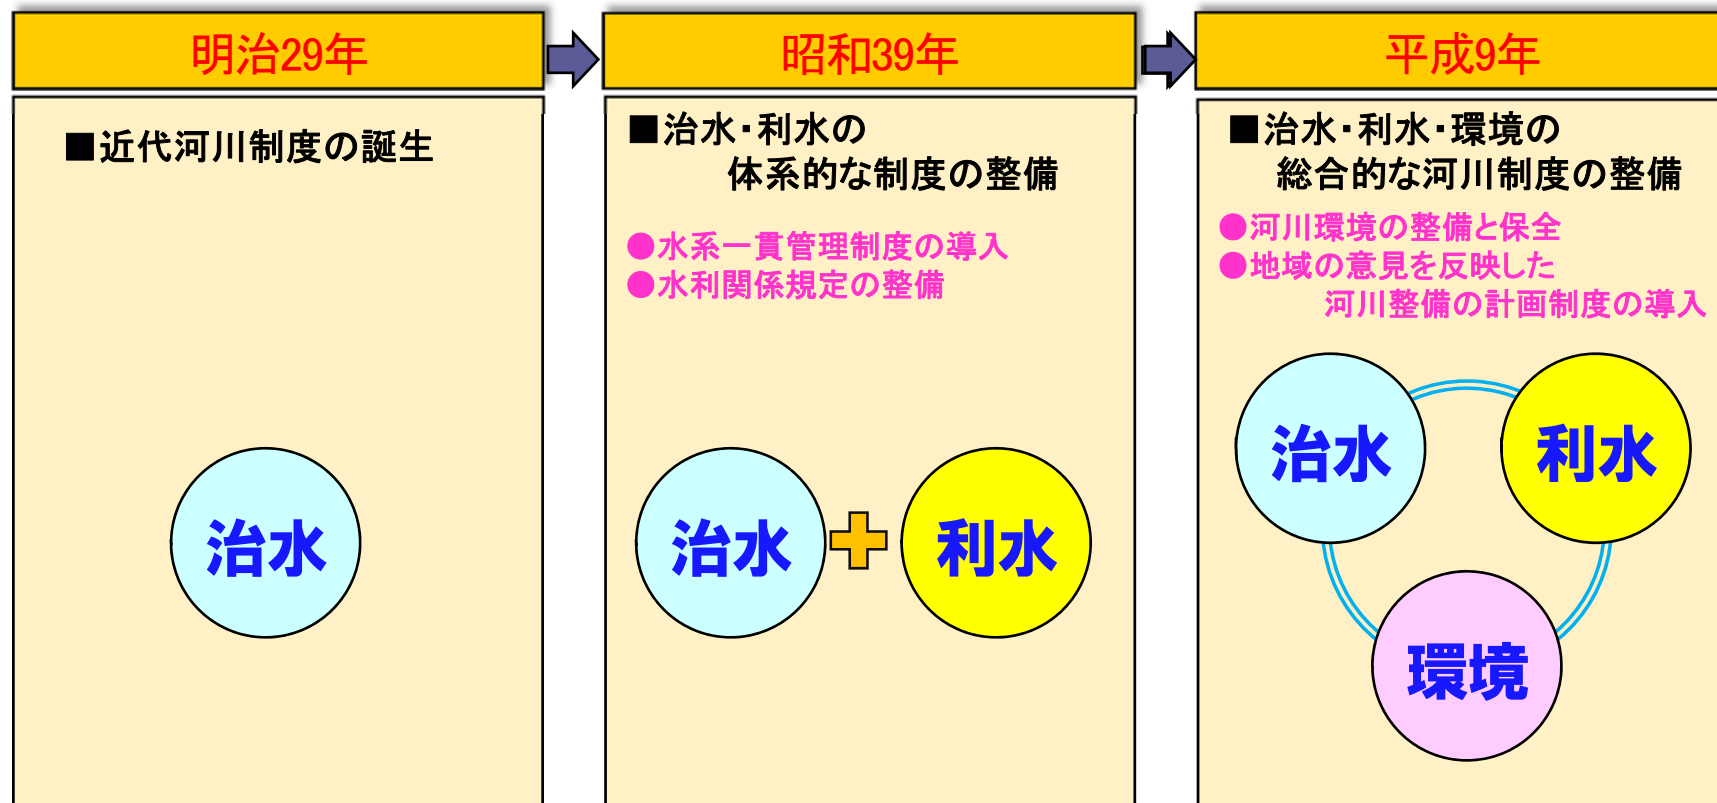 明治29年
■近代河川制度の誕生
治水
昭和39年
■治水・利水の
体系的な制度の整備
●水系一貫管理制度の導入
●水利関係規定の整備
治水
利水
平成9年
■治水・利水・環境の
総合的な河川制度の整備
●河川環境の整備と保全
●地域の意見を反映した
河川整備の計画制度の導入
治水
利水
環境